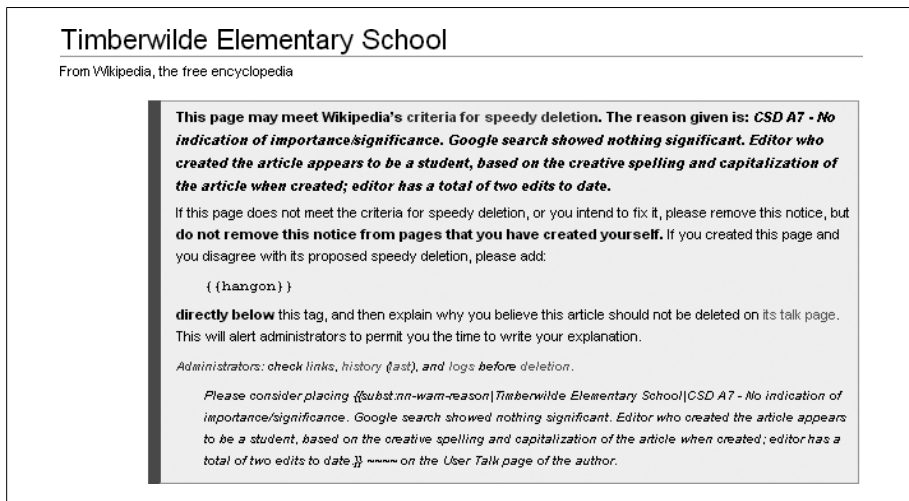 Timberwilde Elementary School
From Wikipedia, the free encyclopedia
This page may meet Wikipedia's criteria for speedy deletion. The reason given is: CSD A7 - No
indication of importance/significance. Google search showed nothing significant. Editor who
created the article appears to be a student, based on the creative spelling and capitalization of
the article when created; editor has a total of two edits to date.
If this page does not meet the criteria for speedy deletion, or you intend to fix it, please remove this notice, but
do not remove this notice from pages that you have created yourself. If you created this page and
you disagree with its proposed speedy deletion, please add:
{{hangon}}
directly below this tag, and then explain why you believe this article should not be deleted on its talk page.
This will alert administrators to permit you the time to write your explanation.
Administrators: check links, history (last), and logs before deletion.
Please consider placing {{subst:nn-warn-reason|Timberwilde Elementary School|CSD A7 - No indication of
importance/significance. Google search showed nothing significant. Editor who created the article appears
to be a student, based on the creative spelling and capitalization of the article when created; editor has a
total of two edits to date.}} ~~~~ on the User Talk page of the author.